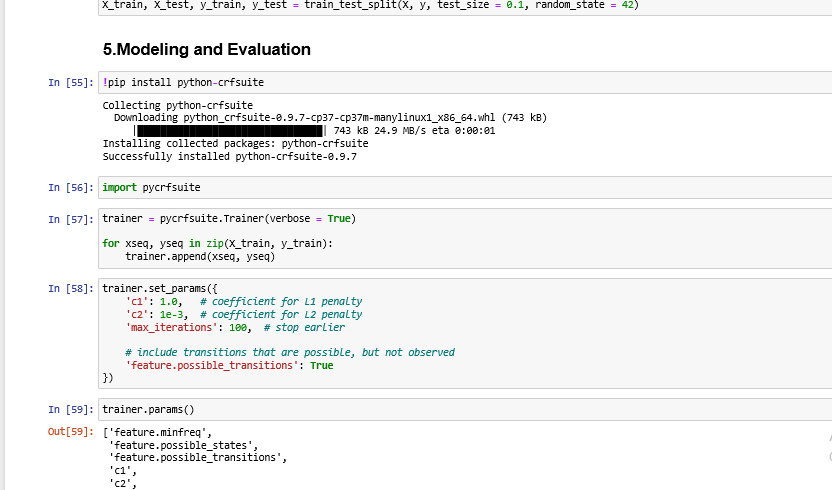 X_train, X_test, y_train, y_test = train_test_split(X, y, test_size = 0.1, random_state = 42)
5.Modeling and Evaluation
In [55]: !pip install python-crfsuite
Collecting python-crfsuite
Downloading python_crfsuite-0.9.7-cp37-cp37m-manylinux1_x86_64.whl (743 kB)
|████████████████████████████████| 743 kB 24.9 MB/s eta 0:00:01
Installing collected packages: python-crfsuite
Successfully installed python-crfsuite-0.9.7
In [56]: import pycrfsuite
In [57]: trainer = pycrfsuite.Trainer(verbose = True)
for xseq, yseq in zip(X_train, y_train):
    trainer.append(xseq, yseq)
In [58]: trainer.set_params({
    'c1': 1.0,   # coefficient for L1 penalty
    'c2': 1e-3,  # coefficient for L2 penalty
    'max_iterations': 100,  # stop earlier
    # include transitions that are possible, but not observed
    'feature.possible_transitions': True
})
In [59]: trainer.params()
Out[59]: ['feature.minfreq',
 'feature.possible_states',
 'feature.possible_transitions',
 'c1',
 'c2',